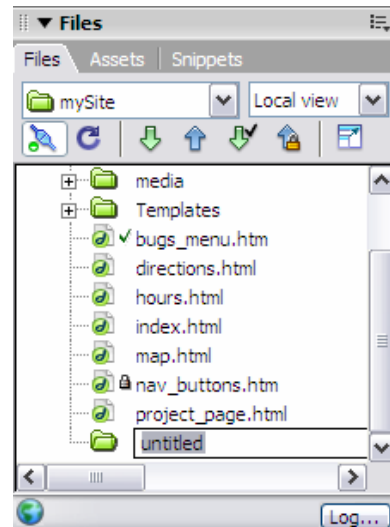 Files
Files Assets Snippets
mySite Local view
media
Templates
bugs_menu.htm
directions.html
hours.html
index.html
map.html
nav_buttons.htm
project_page.html
untitled
Log...